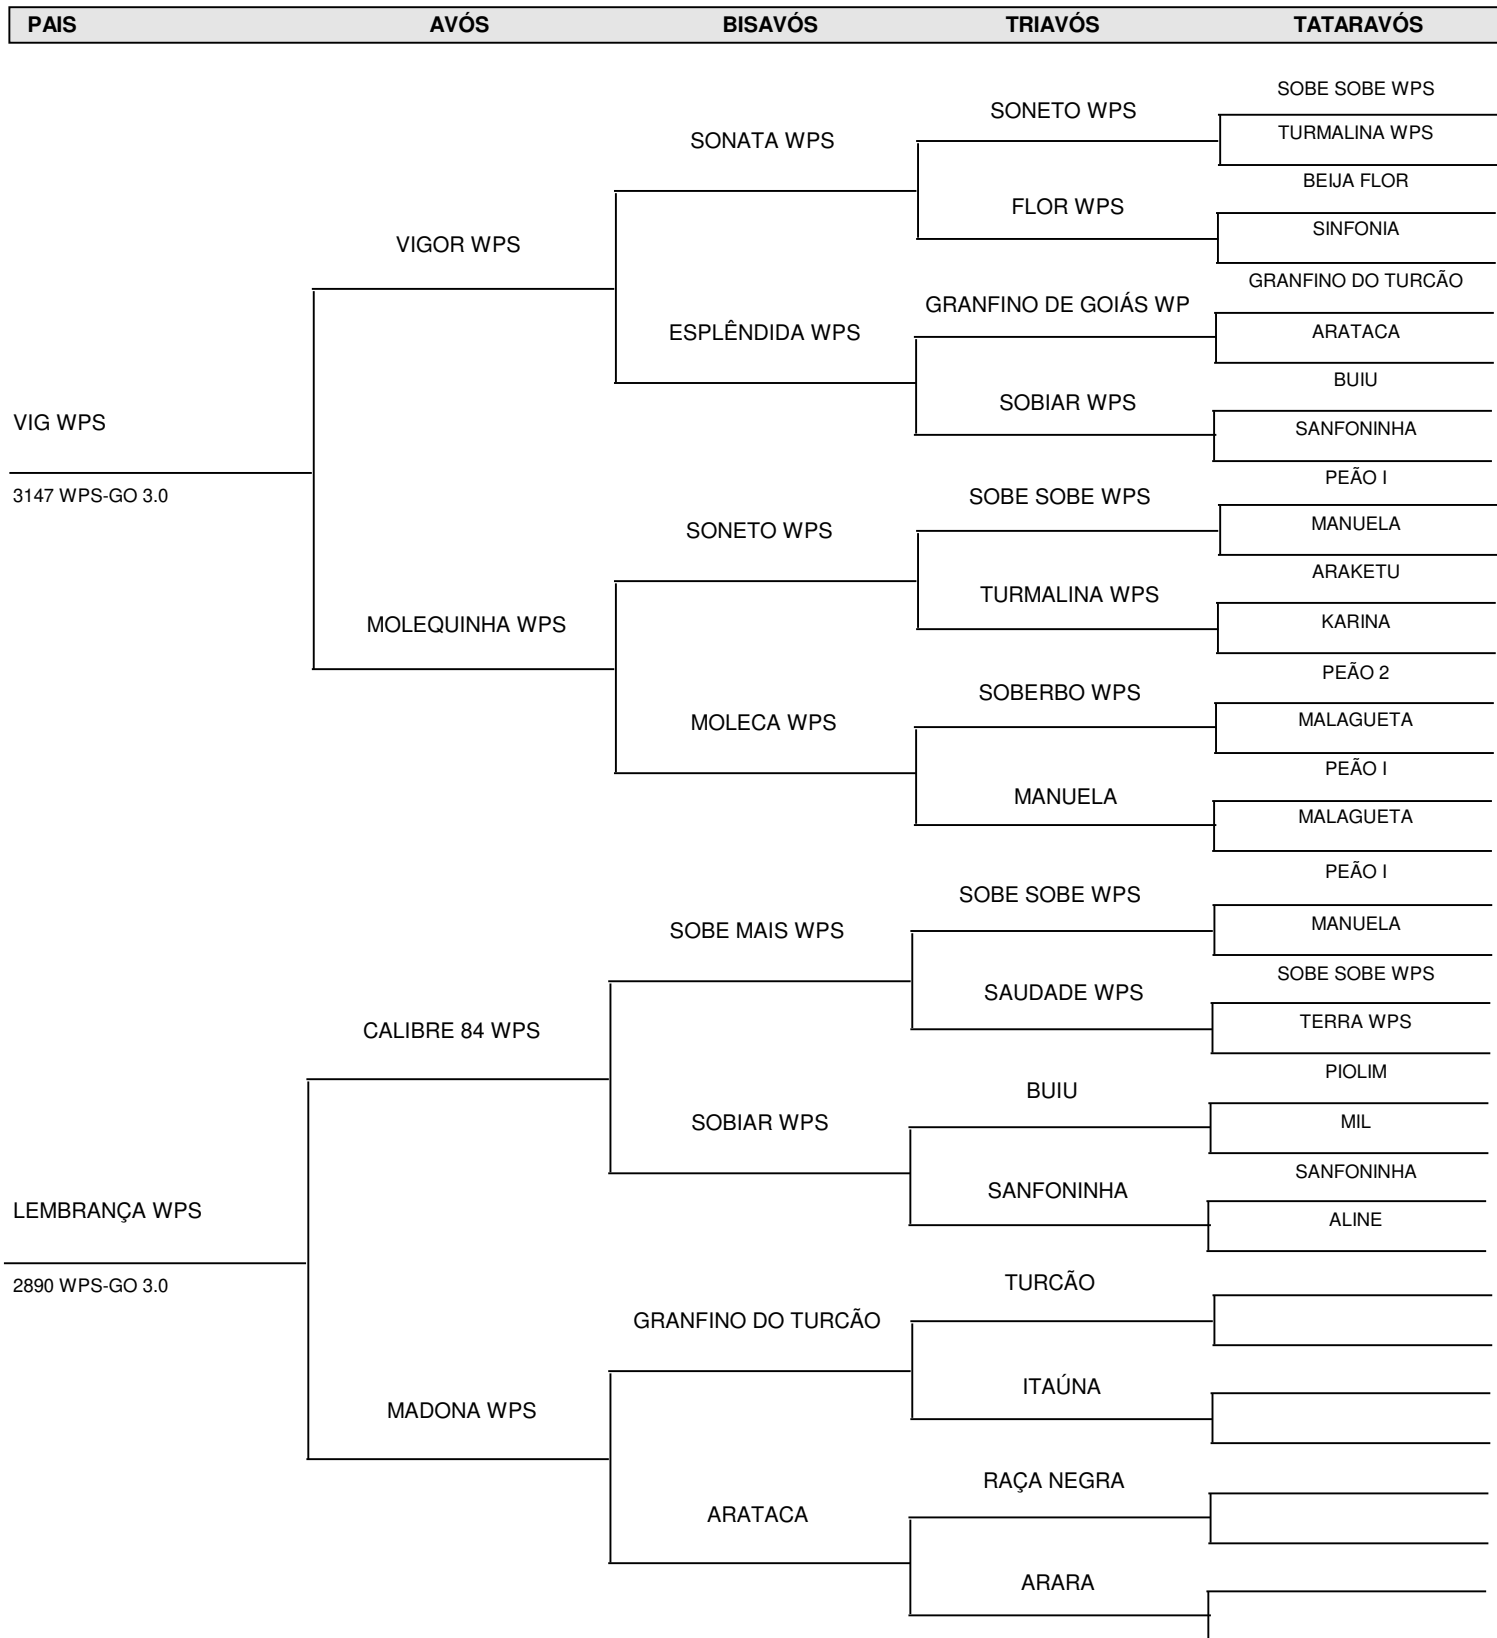 PAIS AVÓS BISAVÓS TRIAVÓS TATARAVÓS
SOBE SOBE WPS
SONETO WPS
TURMALINA WPS
SONATA WPS
BEIJA FLOR
FLOR WPS
SINFONIA
VIGOR WPS
GRANFINO DO TURCÃO
GRANFINO DE GOIÁS WP
ARATACA
ESPLÊNDIDA WPS
BUIU
SOBIAR WPS
VIG WPS
SANFONINHA
PEÃO I
3147 WPS-GO 3.0
SOBE SOBE WPS
MANUELA
SONETO WPS
ARAKETU
TURMALINA WPS
KARINA
MOLEQUINHA WPS
PEÃO 2
SOBERBO WPS
MALAGUETA
MOLECA WPS
PEÃO I
MANUELA
MALAGUETA
PEÃO I
SOBE SOBE WPS
MANUELA
SOBE MAIS WPS
SOBE SOBE WPS
SAUDADE WPS
TERRA WPS
CALIBRE 84 WPS
PIOLIM
BUIU
MIL
SOBIAR WPS
SANFONINHA
SANFONINHA
LEMBRANÇA WPS
ALINE
2890 WPS-GO 3.0
TURCÃO
GRANFINO DO TURCÃO
ITAÚNA
MADONA WPS
RAÇA NEGRA
ARATACA
ARARA